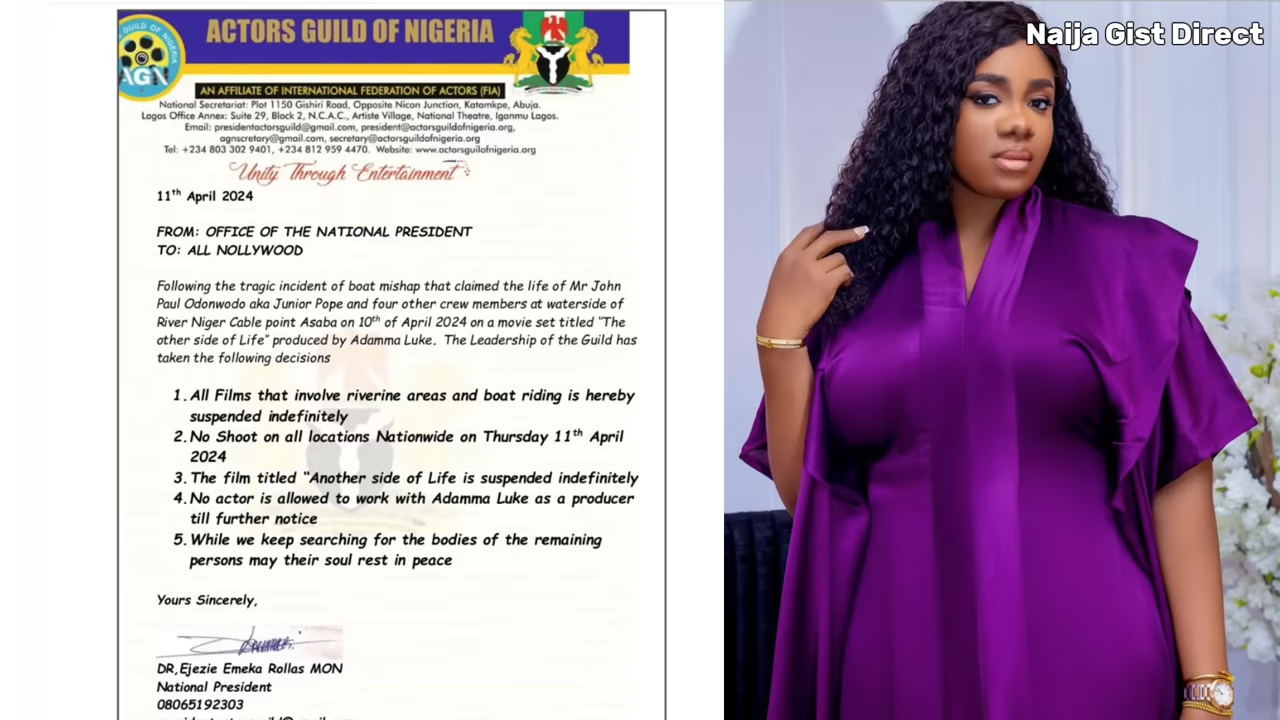 ACTORS GUILD OF NIGERIA
AGN
AN AFFILIATE OF INTERNATIONAL FEDERATION OF ACTORS (FIA)
National Secretariat: Plot 1150 Gishiri Road, Opposite Nicon Junction, Katamkpe, Abuja.
Lagos Office Annex: Suite 29, Block 2, N.C.A.C., Artiste Village, National Theatre, Iganmu Lagos.
Email: presidentactorsguild@gmail.com, president@actorsguildofnigeria.org,
agnscretary@gmail.com, secretary@actorsguildofnigeria.org
Tel: +234 803 302 9401, +234 812 959 4470. Website: www.actorsguildofnigeria.org
Unity Through Entertainment
11th April 2024
FROM: OFFICE OF THE NATIONAL PRESIDENT
TO: ALL NOLLYWOOD
Following the tragic incident of boat mishap that claimed the life of Mr John
Paul Odonwodo aka Junior Pope and four other crew members at waterside of
River Niger Cable point Asaba on 10th of April 2024 on a movie set titled "The
other side of Life" produced by Adamma Luke. The Leadership of the Guild has
taken the following decisions
1. All Films that involve riverine areas and boat riding is hereby
suspended indefinitely
2. No Shoot on all locations Nationwide on Thursday 11th April
2024
3. The film titled "Another side of Life is suspended indefinitely
4. No actor is allowed to work with Adamma Luke as a producer
till further notice
5. While we keep searching for the bodies of the remaining
persons may their soul rest in peace
Yours Sincerely,
DR,Ejezie Emeka Rollas MON
National President
08065192303
Naija Gist Direct